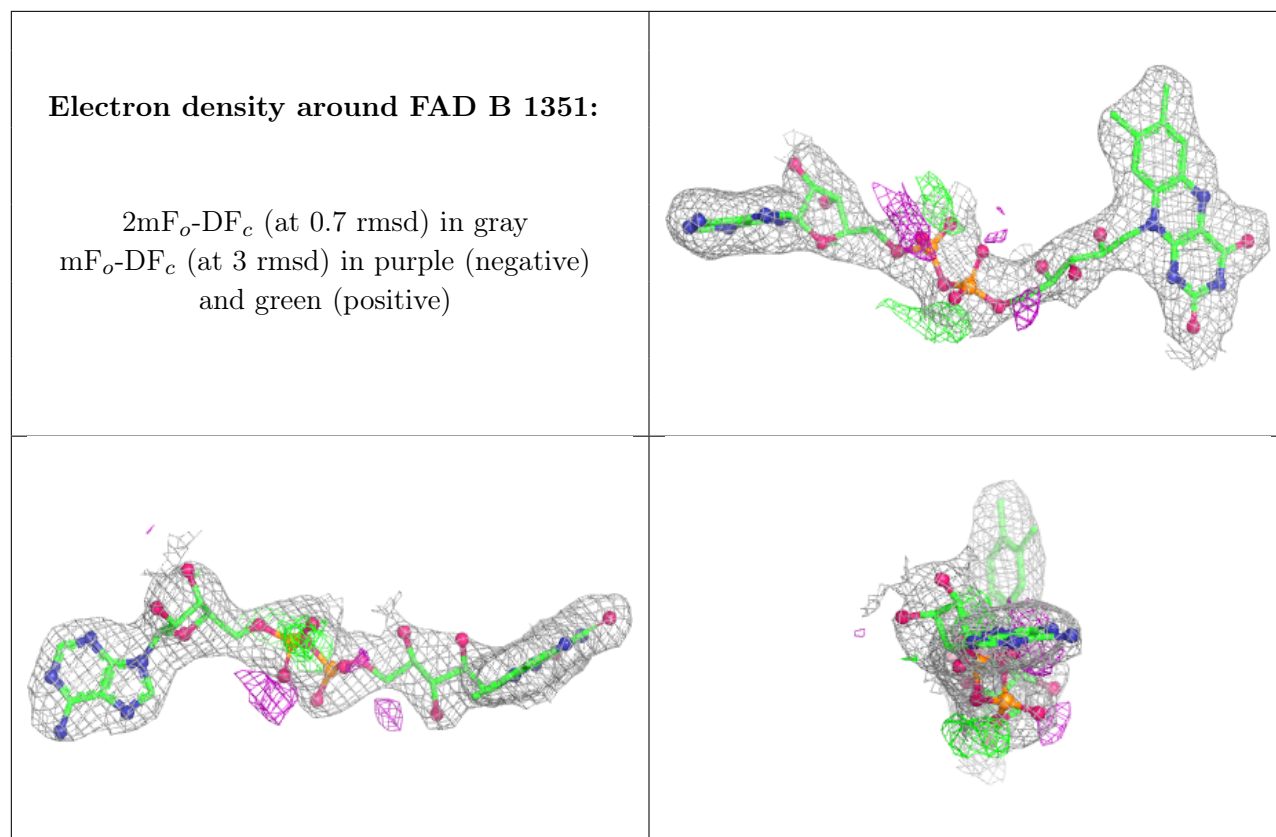 Electron density around FAD B 1351:
2mFₒ-DF𝒸 (at 0.7 rmsd) in gray
mFₒ-DF𝒸 (at 3 rmsd) in purple (negative)
and green (positive)